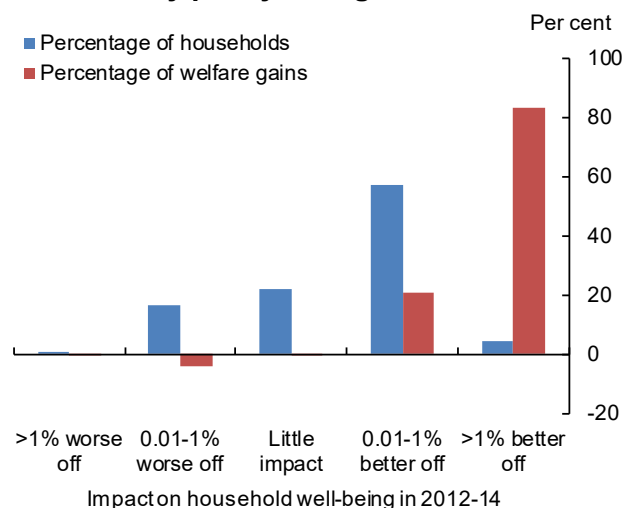 Per cent
Percentage of households
Percentage of welfare gains
100
80
60
40
20
0
-20
>1% worse off
0.01-1% worse off
Little impact
0.01-1% better off
>1% better off
Impact on household well-being in 2012-14